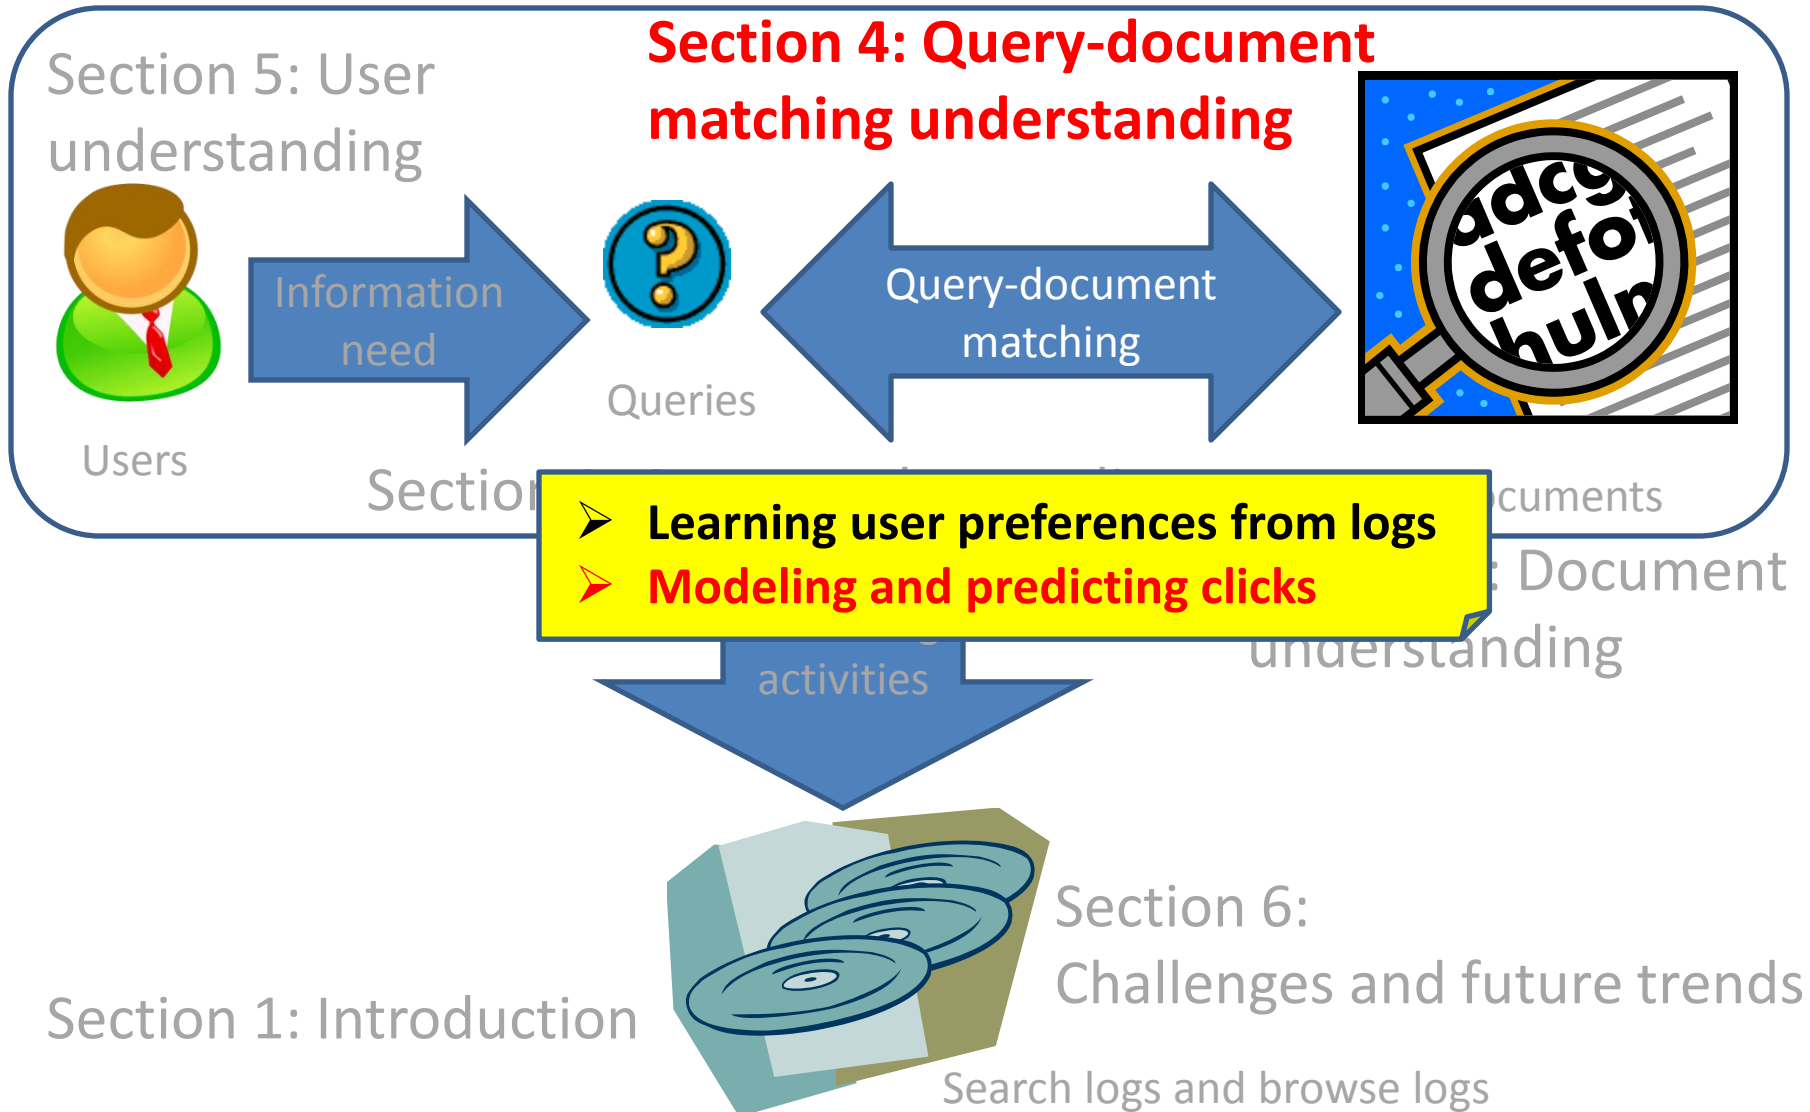 Section 4: Query-document
matching understanding
Section 5: User
understanding
Information
need
Query-document
matching
Queries
Users
Section
ocuments
Learning user preferences from logs
Modeling and predicting clicks
: Document
understanding
activities
Section 6:
Challenges and future trends
Section 1: Introduction
Search logs and browse logs